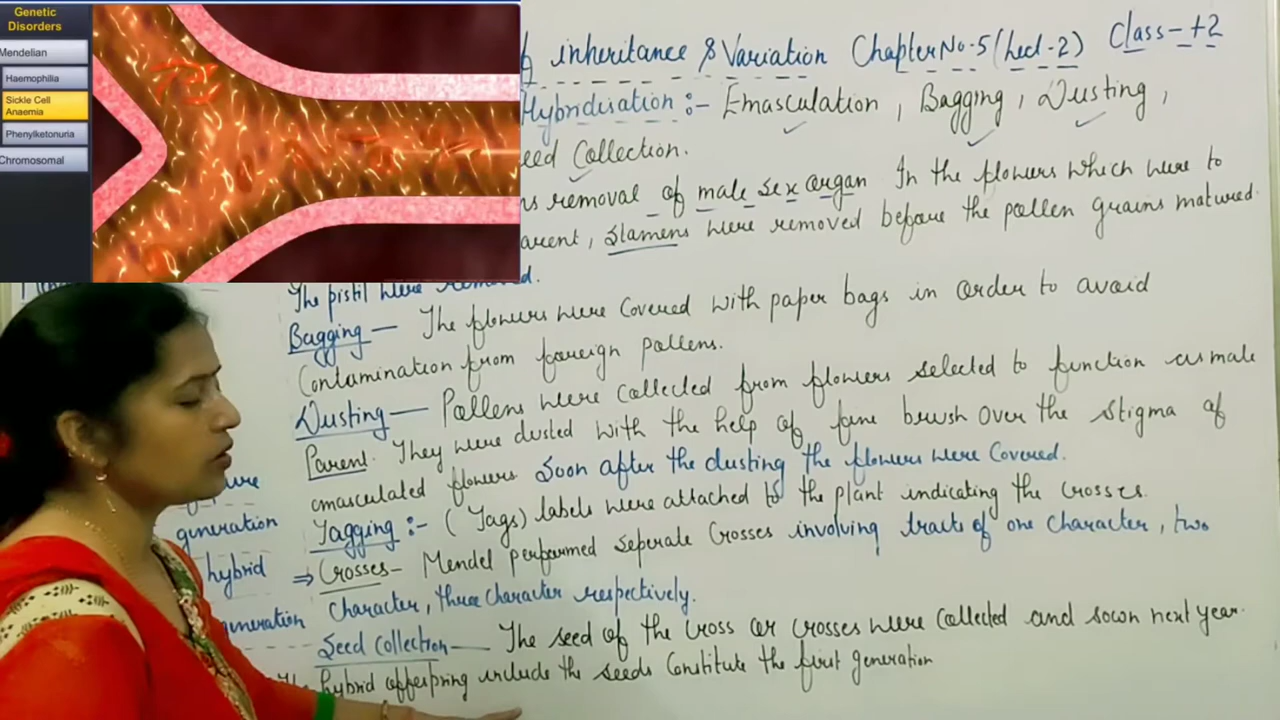 Genetic
Disorders
Mendelian
Haemophilia
Sickle Cell
Anaemia
Phenylketonuria
Chromosomal
inheritance & Variation Chapter No.5 (lect-2) Class-+2
Hybridisation :- Emasculation, Bagging, Dusting,
Collection.
removal of male sex organ In the flowers which were to
stamens were removed before the pollen grains matured.
The pistil were
Bagging — The flowers were Covered with paper bags in order to avoid
Contamination from foreign pollens.
Dusting — Pollens were Collected from flowers selected to function as male
Parent. They were dusted with the help of fine brush over the stigma of
emasculated flowers Soon after the dusting the flowers were Covered.
Tagging :- (Tags) labels were attached to the plant indicating the Crosses.
generation
⇒ Crosses- Mendel performed seperate Crosses involving traits of one Character, two
hybrid
Character, three Character respectively.
Seed Collection — The seed of the Cross or Crosses were Collected and sown next year.
hybrid offspring include the seeds Constitute the first generation